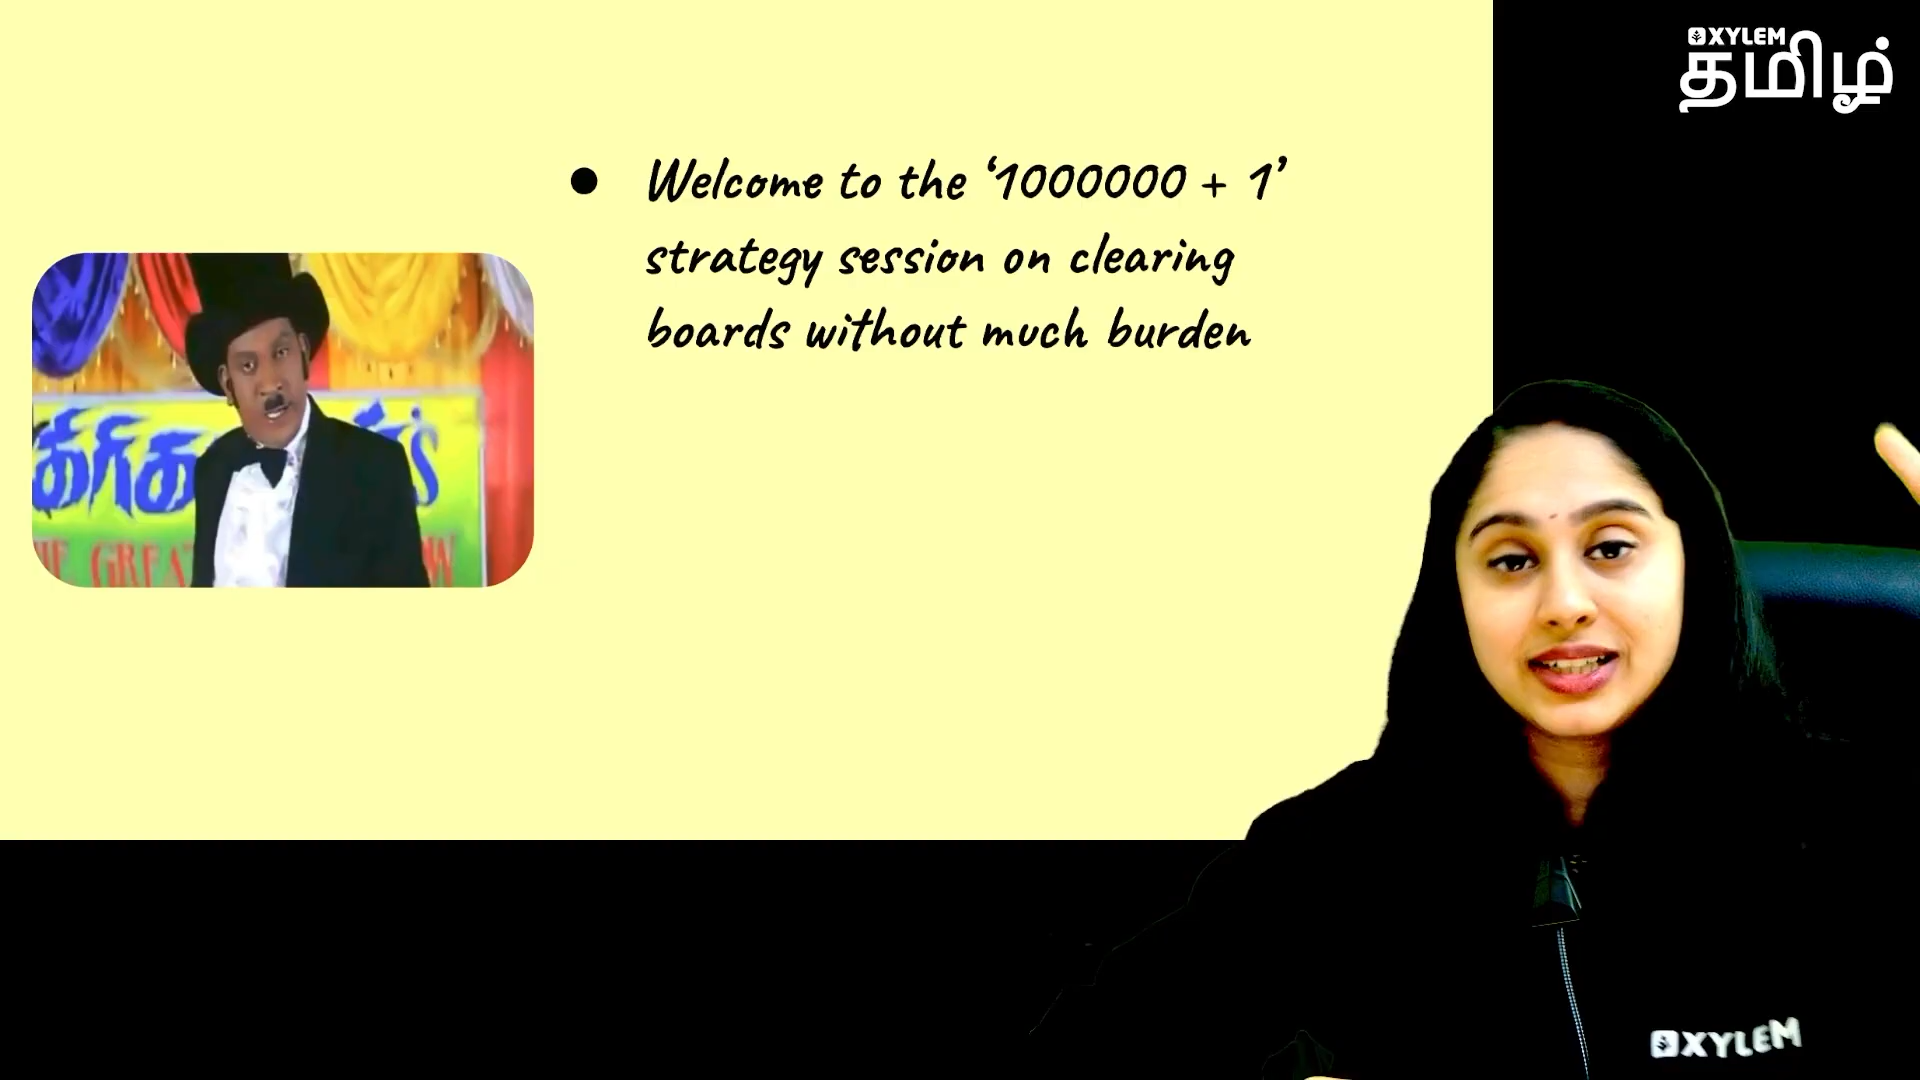 XYLEM
தமிழ்
Welcome to the ‘1000000 + 1’
strategy session on clearing
boards without much burden
XYLEM